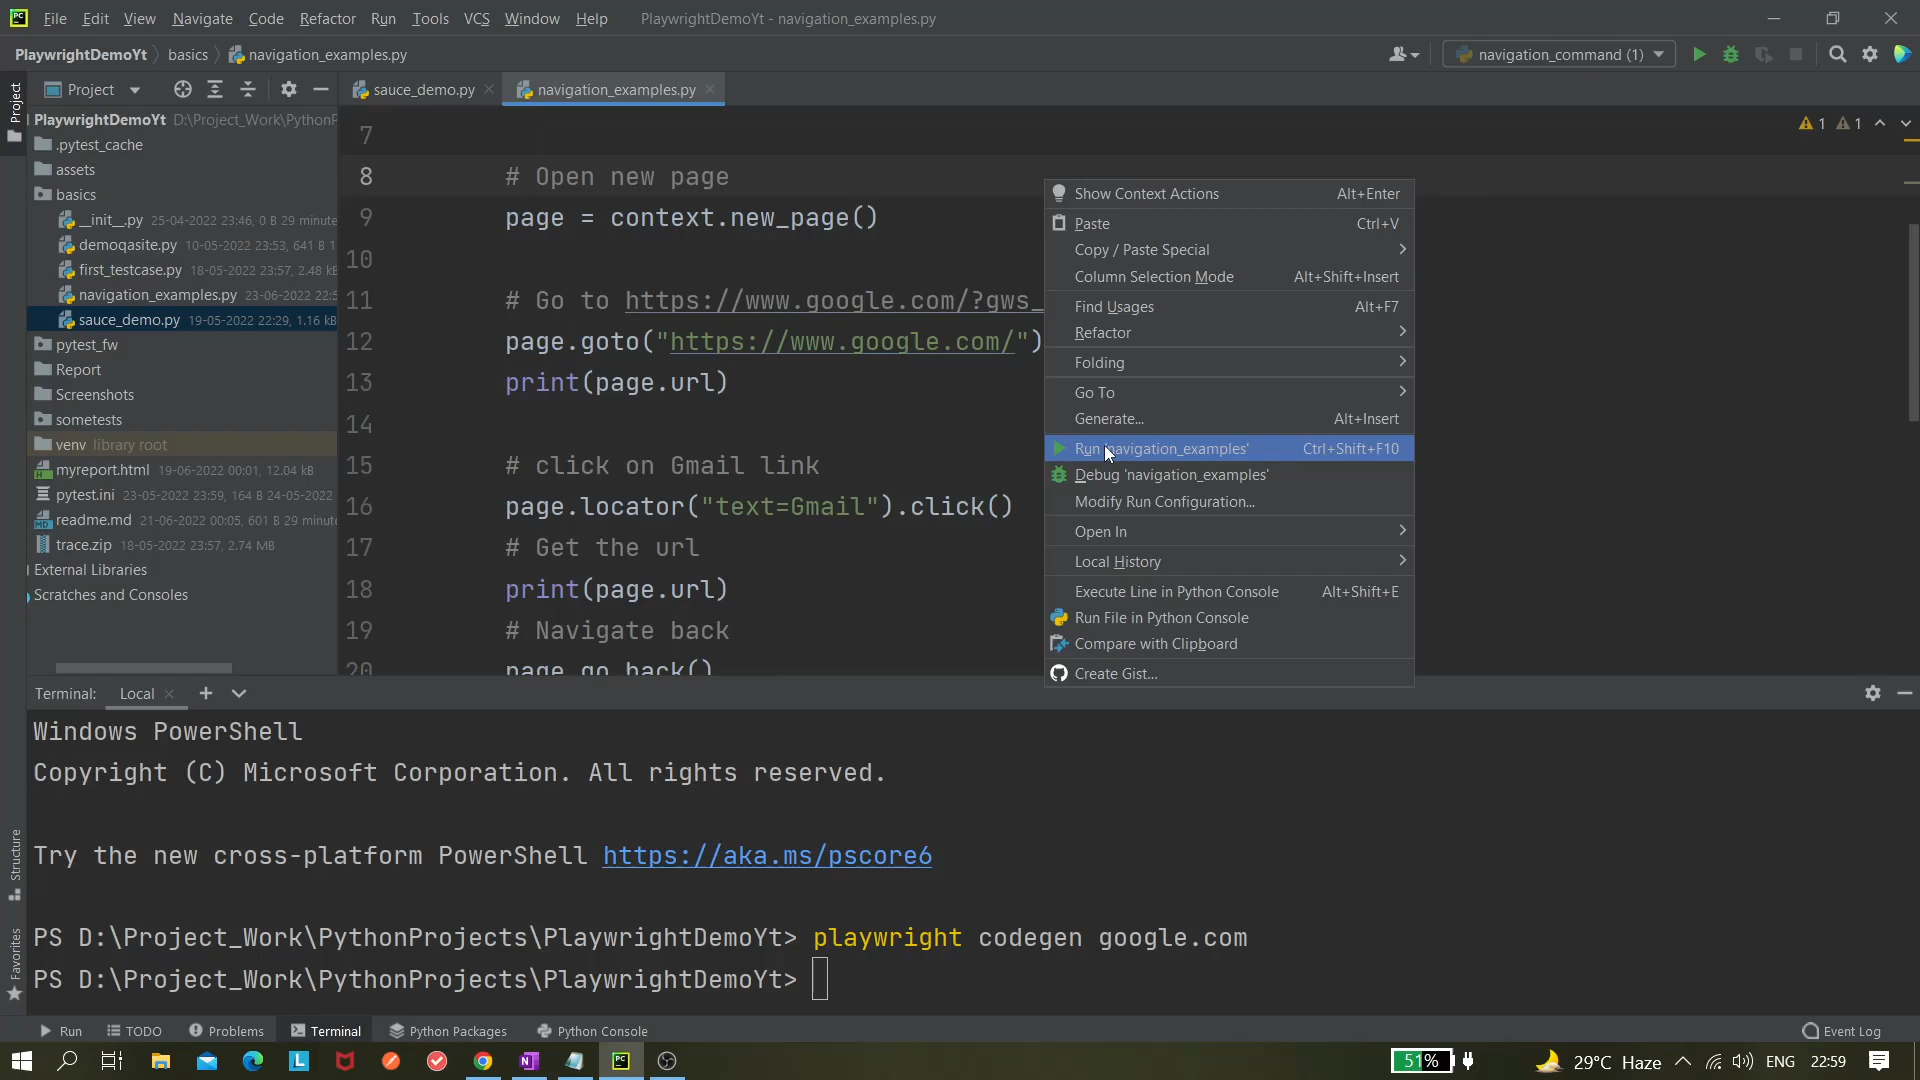 File Edit View Navigate Code Refactor Run Tools VCS Window Help PlaywrightDemoYt - navigation_examples.py
PlaywrightDemoYt basics navigation_examples.py navigation_command (1)
Project
Project sauce_demo.py navigation_examples.py
PlaywrightDemoYt D:\Project_Work\PythonP
.pytest_cache
assets
basics
__init__.py 25-04-2022 23:46, 0 B 29 minute
demoqasite.py 10-05-2022 23:53, 641 B 1
first_testcase.py 18-05-2022 23:57, 2.48 kB
navigation_examples.py 23-06-2022 22:5
sauce_demo.py 19-05-2022 22:29, 1.16 kB
pytest_fw
Report
Screenshots
sometests
venv library root
myreport.html 19-06-2022 00:01, 12.04 kB
pytest.ini 23-05-2022 23:59, 164 B 24-05-2022
readme.md 21-06-2022 00:05, 601 B 29 minute
trace.zip 18-05-2022 23:57, 2.74 MB
External Libraries
Scratches and Consoles
1 1
7
8 # Open new page
9 page = context.new_page()
10
11 # Go to https://www.google.com/?gws_
12 page.goto("https://www.google.com/")
13 print(page.url)
14
15 # click on Gmail link
16 page.locator("text=Gmail").click()
17 # Get the url
18 print(page.url)
19 # Navigate back
20 page.go_back()
Show Context Actions Alt+Enter
Paste Ctrl+V
Copy / Paste Special
Column Selection Mode Alt+Shift+Insert
Find Usages Alt+F7
Refactor
Folding
Go To
Generate... Alt+Insert
Run 'navigation_examples' Ctrl+Shift+F10
Debug 'navigation_examples'
Modify Run Configuration...
Open In
Local History
Execute Line in Python Console Alt+Shift+E
Run File in Python Console
Compare with Clipboard
Create Gist...
Terminal: Local
Windows PowerShell
Copyright (C) Microsoft Corporation. All rights reserved.
Try the new cross-platform PowerShell https://aka.ms/pscore6
PS D:\Project_Work\PythonProjects\PlaywrightDemoYt> playwright codegen google.com
PS D:\Project_Work\PythonProjects\PlaywrightDemoYt>
Structure
Favorites
Run TODO Problems Terminal Python Packages Python Console Event Log
51% 29°C Haze ENG 22:59